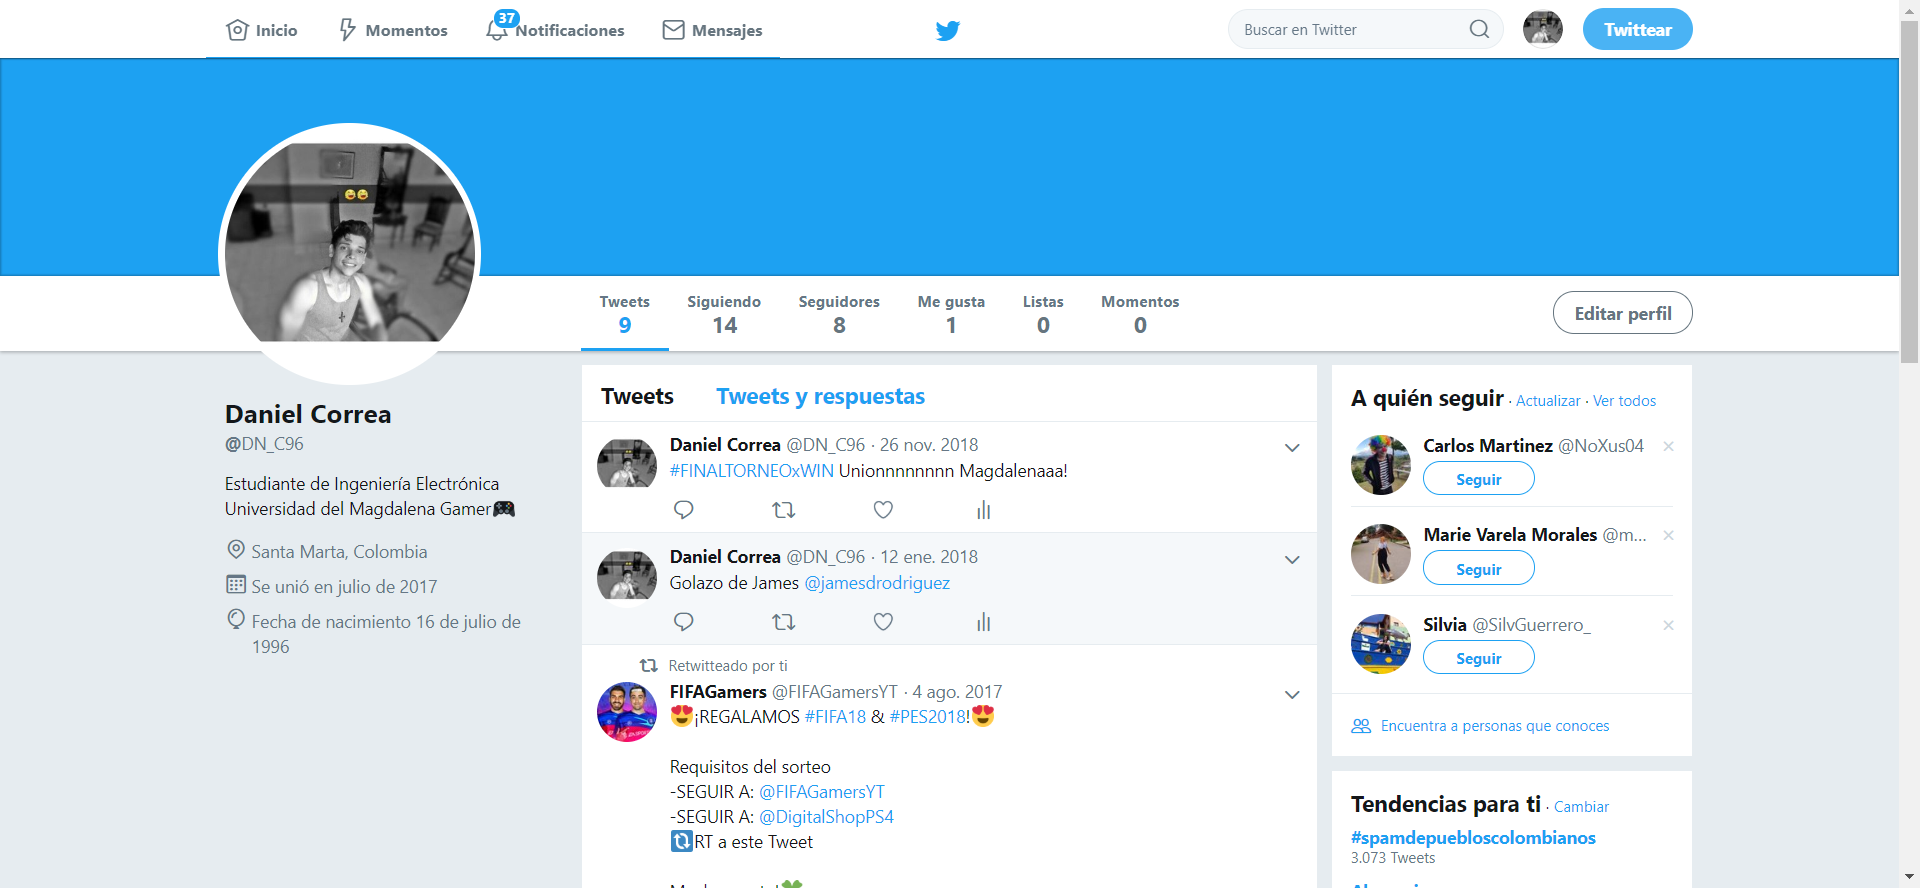 Inicio
Momentos
37
Notificaciones
Mensajes
Buscar en Twitter
Twittear
Tweets
9
Siguiendo
14
Seguidores
8
Me gusta
1
Listas
0
Momentos
0
Editar perfil
Daniel Correa
@DN_C96
Estudiante de Ingeniería Electrónica
Universidad del Magdalena Gamer🎮
Santa Marta, Colombia
Se unió en julio de 2017
Fecha de nacimiento 16 de julio de
1996
Tweets Tweets y respuestas
Daniel Correa @DN_C96 · 26 nov. 2018
#FINALTORNEOxWIN Unionnnnnnnn Magdalenaaa!
Daniel Correa @DN_C96 · 12 ene. 2018
Golazo de James @jamesdrodriguez
Retwitteado por ti
FIFAGamers @FIFAGamersYT · 4 ago. 2017
😍¡REGALAMOS #FIFA18 & #PES2018!😍
Requisitos del sorteo
-SEGUIR A: @FIFAGamersYT
-SEGUIR A: @DigitalShopPS4
🔃RT a este Tweet
A quién seguir · Actualizar · Ver todos
Carlos Martinez @NoXus04
Seguir
Marie Varela Morales @m...
Seguir
Silvia @SilvGuerrero_
Seguir
Encuentra a personas que conoces
Tendencias para ti · Cambiar
#spamdepuebloscolombianos
3.073 Tweets